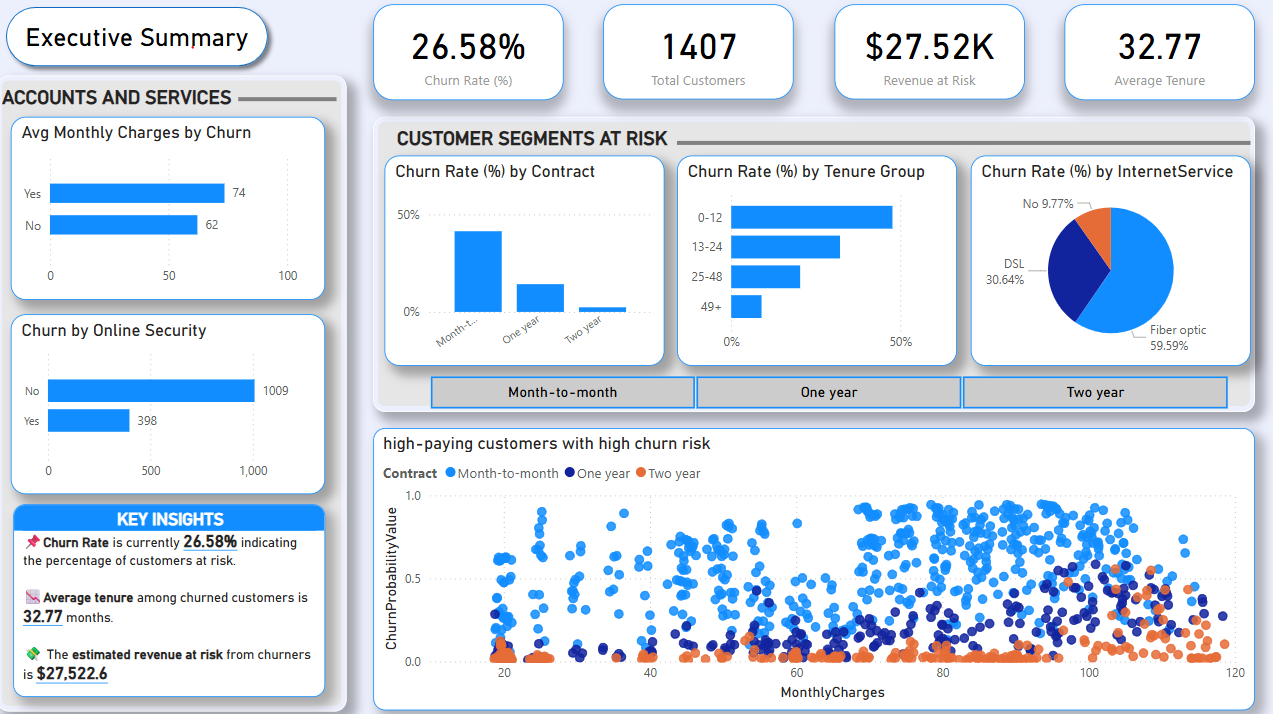 Executive Summary
26.58%
Churn Rate (%)
1407
Total Customers
$27.52K
Revenue at Risk
32.77
Average Tenure
ACCOUNTS AND SERVICES
Avg Monthly Charges by Churn
Yes
74
No
62
0
50
100
Churn by Online Security
No
1009
Yes
398
0
500
1,000
KEY INSIGHTS
Churn Rate is currently 26.58% indicating
the percentage of customers at risk.
Average tenure among churned customers is
32.77 months.
The estimated revenue at risk from churners
is $27,522.6
CUSTOMER SEGMENTS AT RISK
Churn Rate (%) by Contract
50%
0%
Month-t...
One year
Two year
Churn Rate (%) by Tenure Group
0-12
13-24
25-48
49+
0%
50%
Churn Rate (%) by InternetService
No 9.77%
DSL
30.64%
Fiber optic
59.59%
Month-to-month
One year
Two year
high-paying customers with high churn risk
Contract Month-to-month One year Two year
ChurnProbabilityValue
1.0
0.5
0.0
20
40
60
80
100
120
MonthlyCharges